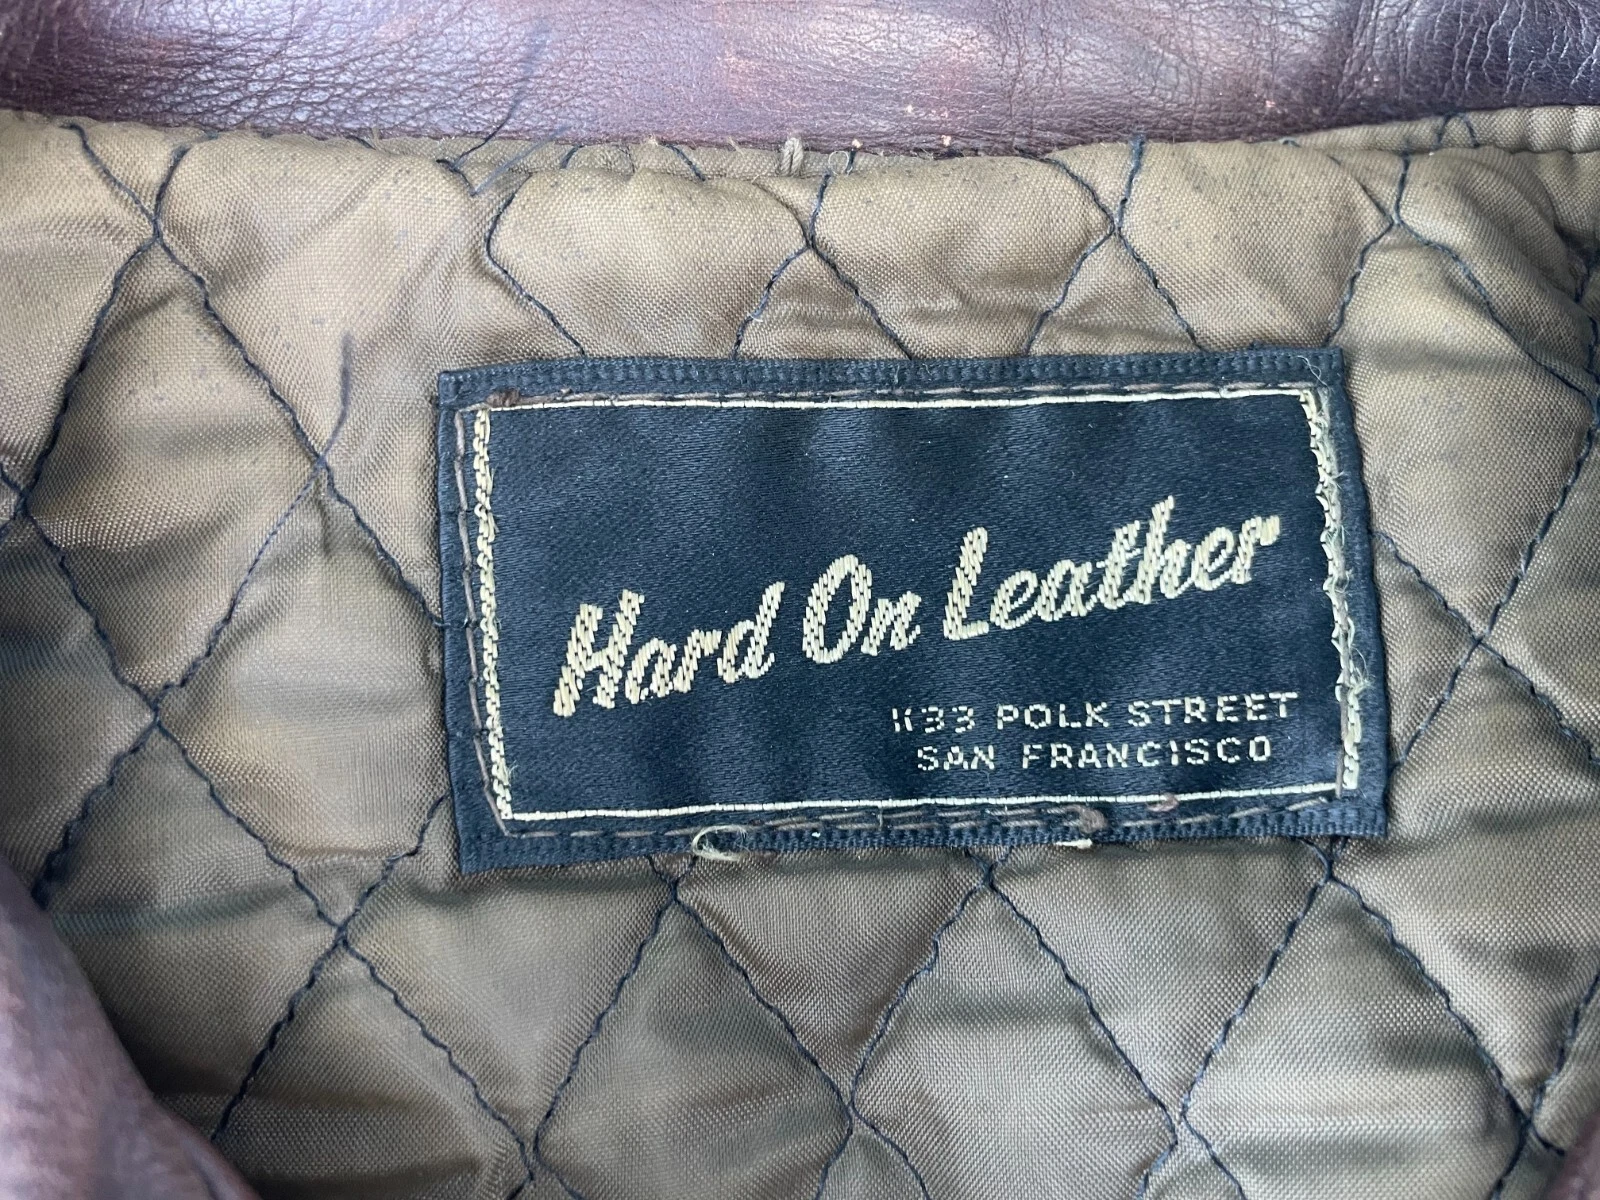 Hard On Leather
1133 POLK STREET
SAN FRANCISCO